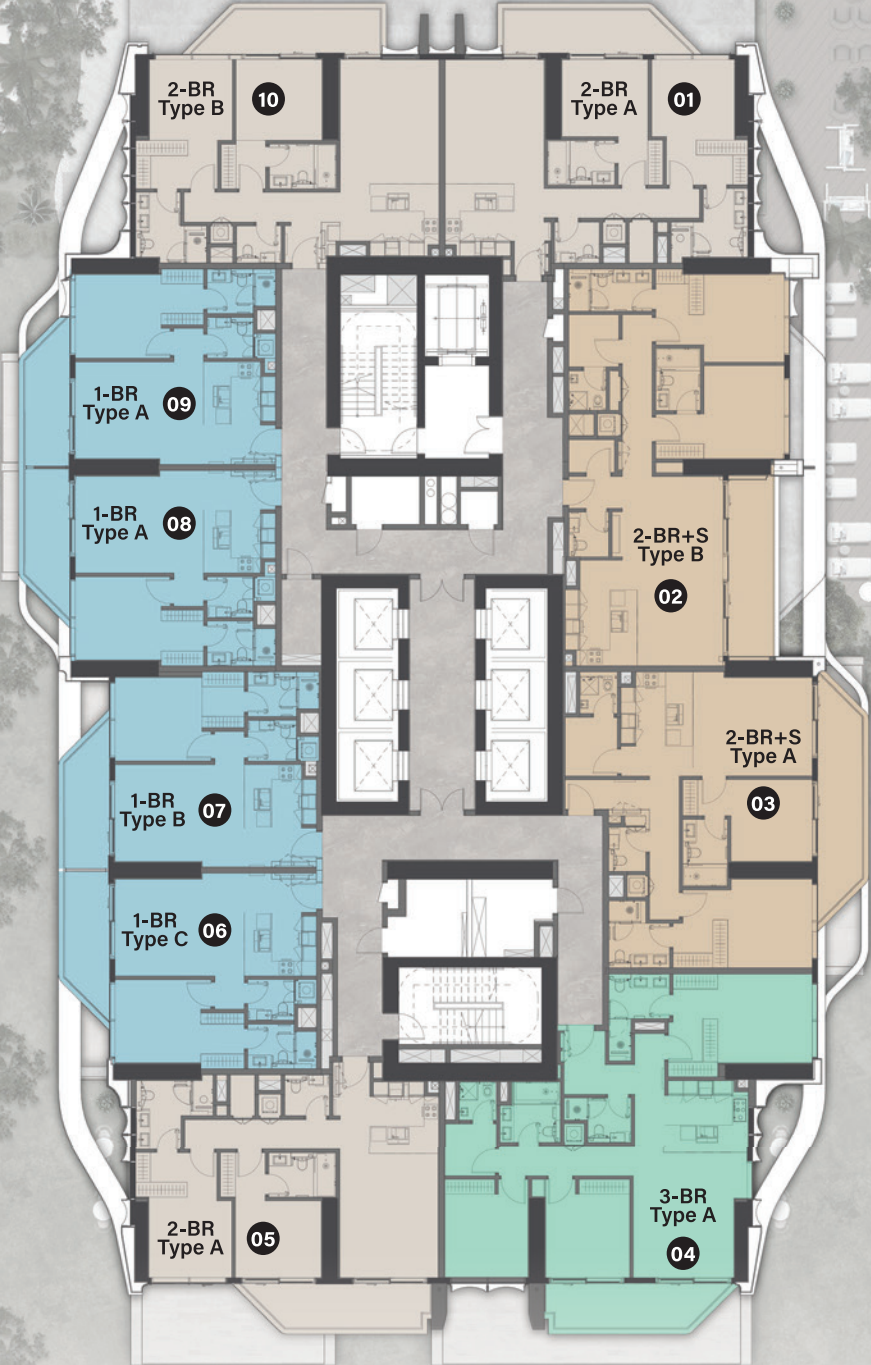 2-BR
Type B
10
2-BR
Type A
01
1-BR
Type A
09
1-BR
Type A
08
2-BR+S
Type B
02
2-BR+S
Type A
03
1-BR
Type B
07
1-BR
Type C
06
3-BR
Type A
04
2-BR
Type A
05